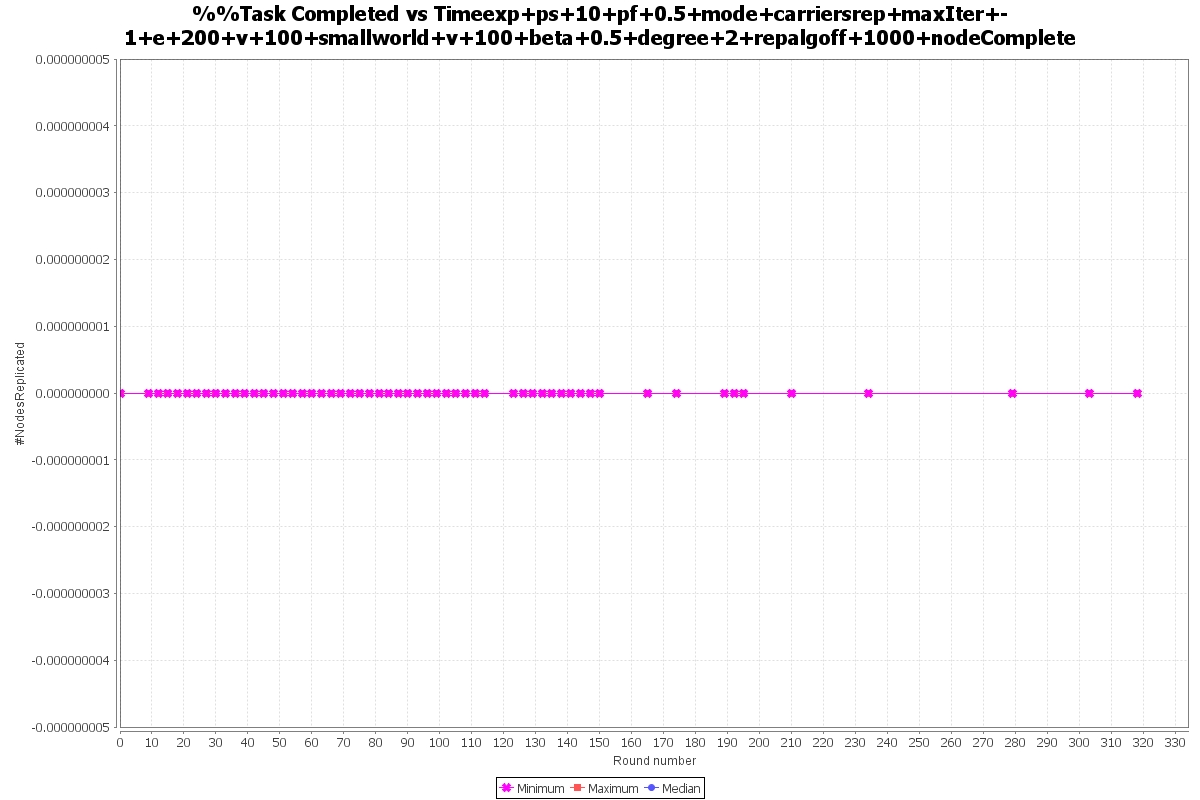 %%Task Completed vs Timeexp+ps+10+pf+0.5+mode+carriersrep+maxIter+-
1+e+200+v+100+smallworld+v+100+beta+0.5+degree+2+repalgoff+1000+nodeComplete
0.000000005
0.000000004
0.000000003
0.000000002
0.000000001
0.000000000
-0.000000001
-0.000000002
-0.000000003
-0.000000004
-0.000000005
#NodesReplicated
0 10 20 30 40 50 60 70 80 90 100 110 120 130 140 150 160 170 180 190 200 210 220 230 240 250 260 270 280 290 300 310 320 330
Round number
Minimum Maximum Median